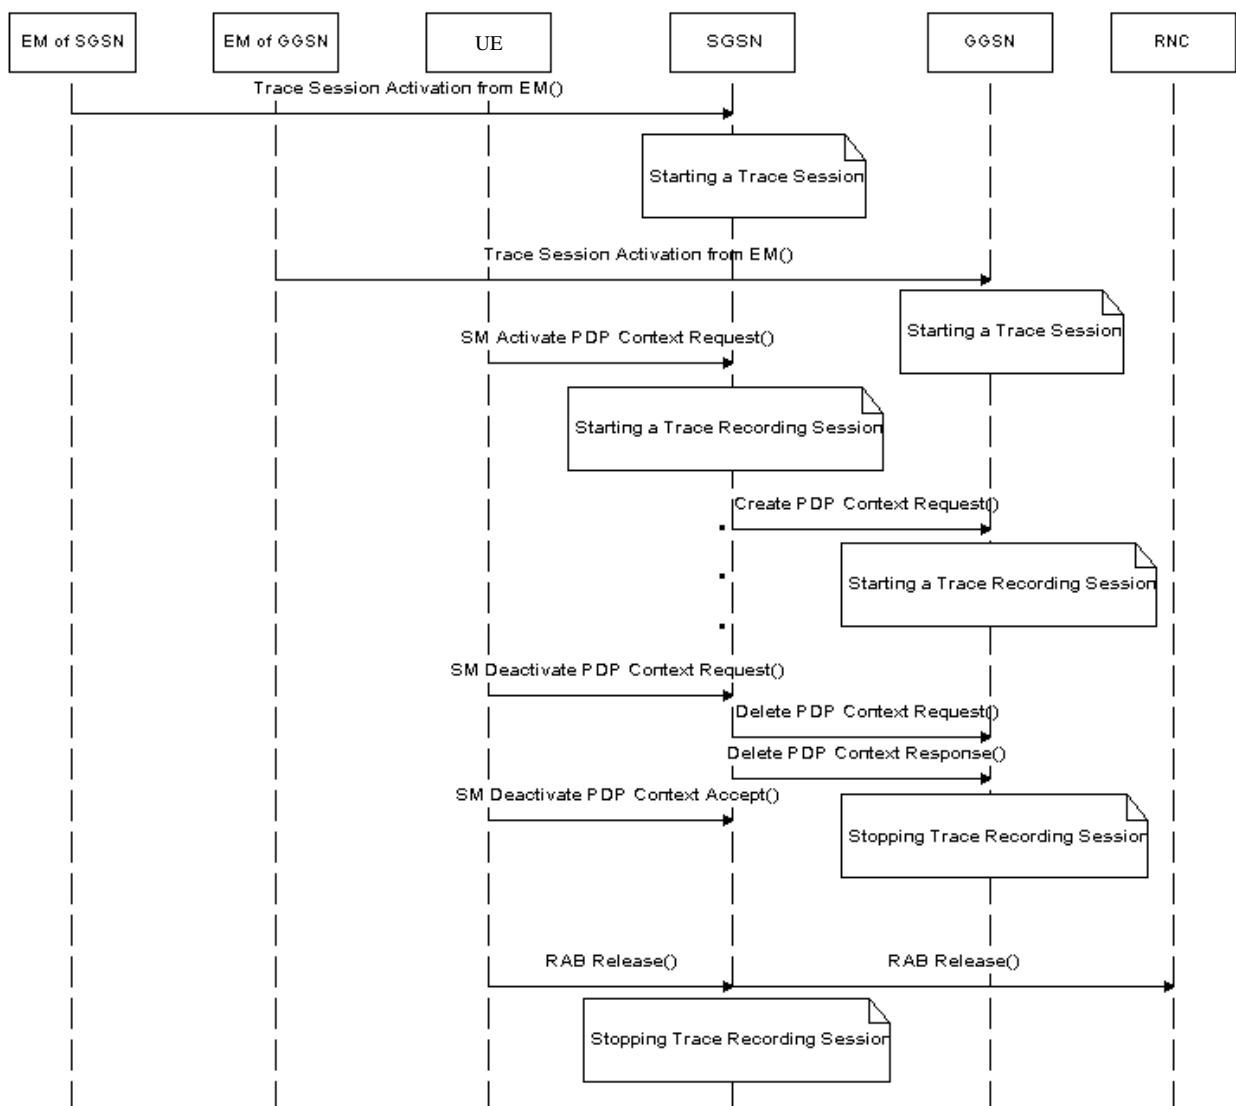 EM of SGSN
EM of GGSN
UE
SGSN
GGSN
RNC
Trace Session Activation from EM()
Starting a Trace Session
Trace Session Activation from EM()
Starting a Trace Session
SM Activate PDP Context Request()
Starting a Trace Recording Session
Create PDP Context Request()
Starting a Trace Recording Session
SM Deactivate PDP Context Request()
Delete PDP Context Request()
Delete PDP Context Response()
SM Deactivate PDP Context Accept()
Stopping Trace Recording Session
RAB Release()
RAB Release()
Stopping Trace Recording Session